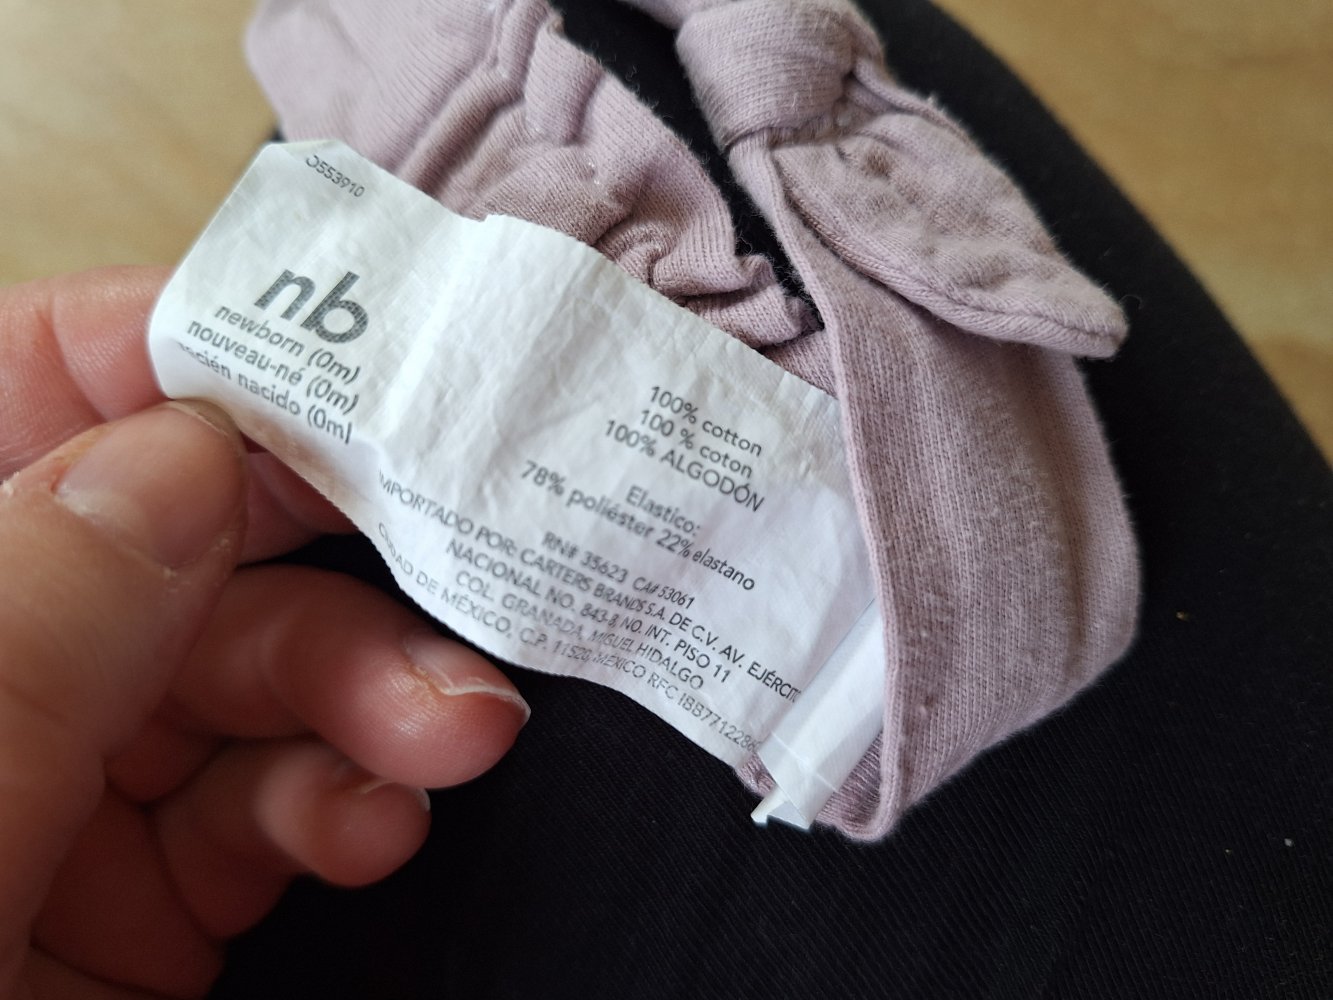 O553910
nb
newborn (0m)
nouveau-né (0m)
recién nacido (0m)
100% cotton
100 % coton
100% ALGODÓN
Elastico:
78% poliéster 22% elastano
RN# 35623 CA# 53061
IMPORTADO POR: CARTERS BRANDS S.A. DE C.V. AV. EJÉRCITO
NACIONAL NO. 843-B, NO. INT. PISO 11
COL. GRANADA, MIGUEL HIDALGO
CIUDAD DE MÉXICO, C.P. 11520, MÉXICO RFC IBB7712286